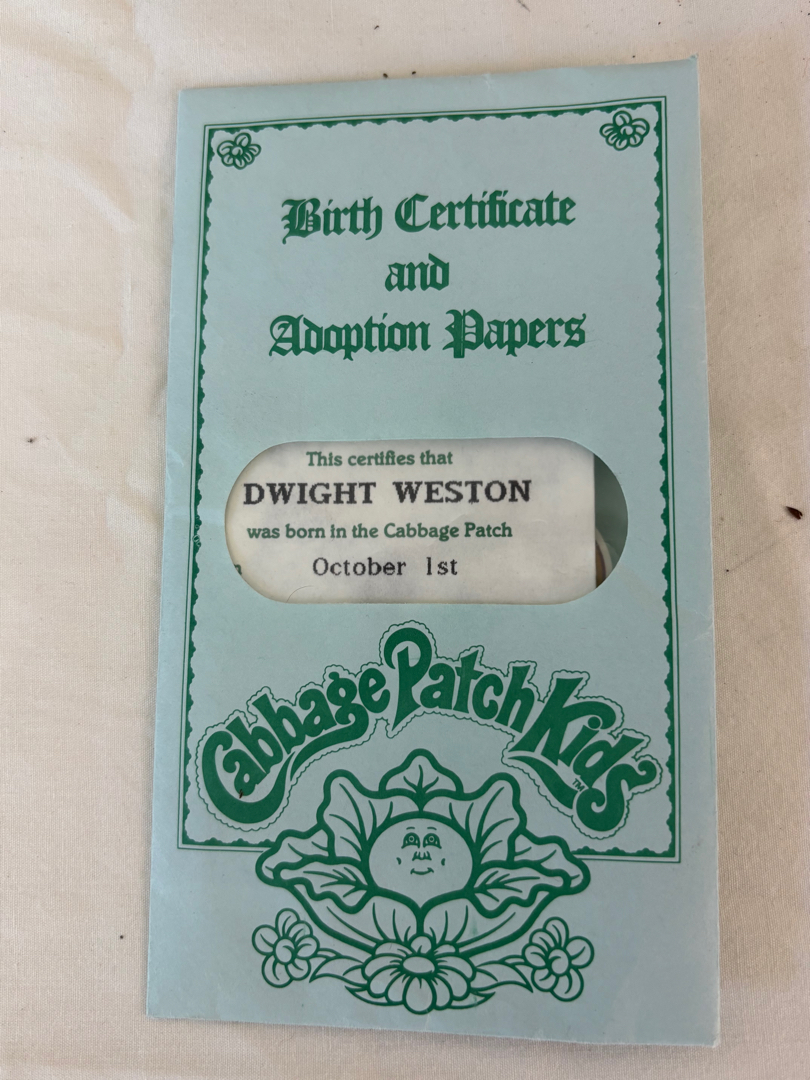 Birth Certificate
and
Adoption Papers
This certifies that
DWIGHT WESTON
was born in the Cabbage Patch
October 1st
Cabbage Patch Kids™